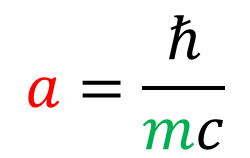 a = ħ / mc